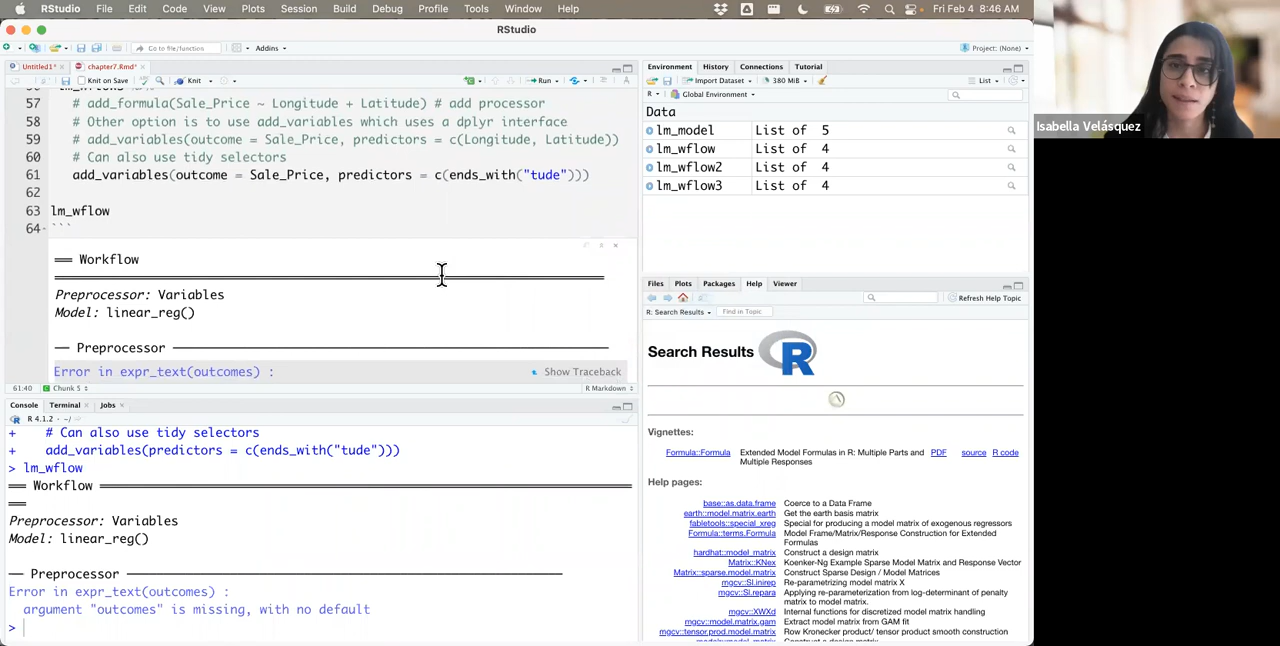 RStudio File Edit Code View Plots Session Build Debug Profile Tools Window Help Fri Feb 4 8:46 AM
RStudio
Go to file/function Addins Project: (None)
Untitled1* chapter7.Rmd*
Knit on Save Knit Run
57 # add_formula(Sale_Price ~ Longitude + Latitude) # add processor
58 # Other option is to use add_variables which uses a dplyr interface
59 # add_variables(outcome = Sale_Price, predictors = c(Longitude, Latitude))
60 # Can also use tidy selectors
61 add_variables(outcome = Sale_Price, predictors = c(ends_with("tude")))
62
63 lm_wflow
64 ```
══ Workflow
Preprocessor: Variables
Model: linear_reg()
── Preprocessor
Error in expr_text(outcomes) : Show Traceback
61:40 Chunk 5 R Markdown
Console Terminal Jobs
R 4.1.2 · ~/
+ # Can also use tidy selectors
+ add_variables(predictors = c(ends_with("tude")))
> lm_wflow
══ Workflow
Preprocessor: Variables
Model: linear_reg()
── Preprocessor
Error in expr_text(outcomes) :
argument "outcomes" is missing, with no default
>
Environment History Connections Tutorial
Import Dataset 380 MiB List
R Global Environment
Data
lm_model List of 5
lm_wflow List of 4
lm_wflow2 List of 4
lm_wflow3 List of 4
Files Plots Packages Help Viewer
Refresh Help Topic
R: Search Results Find in Topic
Search Results R
Vignettes:
Formula::Formula Extended Model Formulas in R: Multiple Parts and Multiple Responses PDF source R code
Help pages:
base::as.data.frame Coerce to a Data Frame
earth::model.matrix.earth Get the earth basis matrix
fabletools::special_xreg Special for producing a model matrix of exogenous regressors
Formula::terms.Formula Model Frame/Matrix/Response Construction for Extended Formulas
hardhat::model_matrix Construct a design matrix
Matrix::KNex Koenker-Ng Example Sparse Model Matrix and Response Vector
Matrix::sparse.model.matrix Construct Sparse Design / Model Matrices
mgcv::Sl.inirep Re-parametrizing model matrix X
mgcv::Sl.repara Applying re-parameterization from log-determinant of penalty matrix to model matrix.
mgcv::XWXd Internal functions for discretized model matrix handling
mgcv::model.matrix.gam Extract model matrix from GAM fit
mgcv::tensor.prod.model.matrix Row Kronecker product/ tensor product smooth construction
Isabella Velásquez